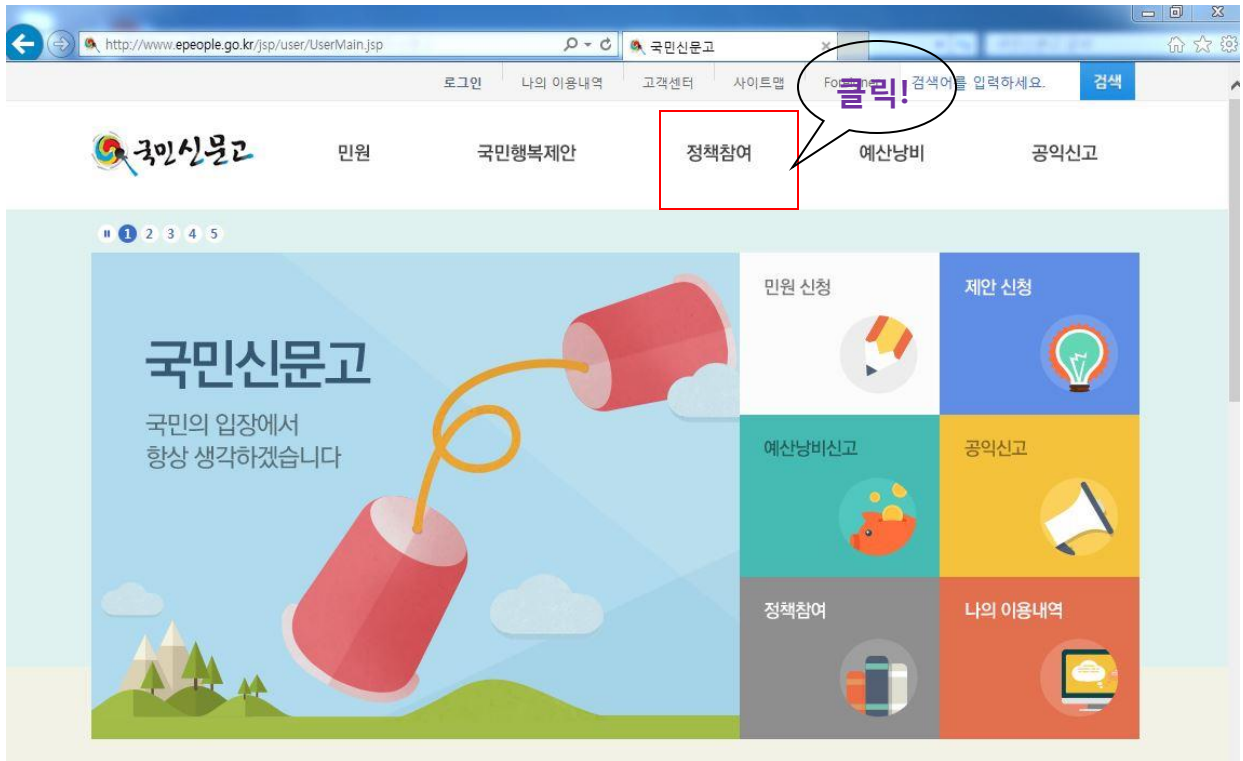 http://www.epeople.go.kr/jsp/user/UserMain.jsp
국민신문고
로그인 나의 이용내역 고객센터 사이트맵 검색어를 입력하세요. 검색
클릭!
국민신문고 민원 국민행복제안 정책참여 예산낭비 공익신고
1 2 3 4 5
민원 신청 제안 신청
국민신문고
국민의 입장에서
항상 생각하겠습니다
예산낭비신고 공익신고
정책참여 나의 이용내역